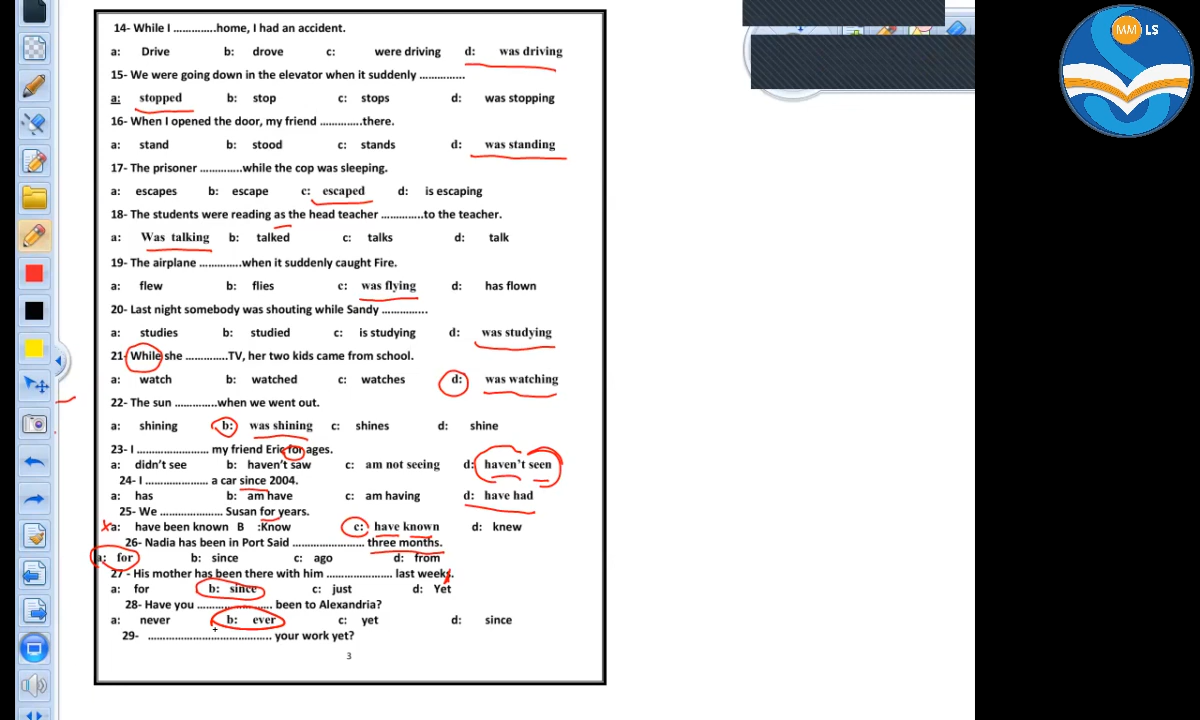 14- While I ..............home, I had an accident.
a: Drive b: drove c: were driving d: was driving
15- We were going down in the elevator when it suddenly ...............
a: stopped b: stop c: stops d: was stopping
16- When I opened the door, my friend ..............there.
a: stand b: stood c: stands d: was standing
17- The prisoner ..............while the cop was sleeping.
a: escapes b: escape c: escaped d: is escaping
18- The students were reading as the head teacher ..............to the teacher.
a: Was talking b: talked c: talks d: talk
19- The airplane ..............when it suddenly caught Fire.
a: flew b: flies c: was flying d: has flown
20- Last night somebody was shouting while Sandy ...............
a: studies b: studied c: is studying d: was studying
21- While she ..............TV, her two kids came from school.
a: watch b: watched c: watches d: was watching
22- The sun ..............when we went out.
a: shining b: was shining c: shines d: shine
23- I ........................ my friend Eric for ages.
a: didn't see b: haven't saw c: am not seeing d: haven't seen
24- I ..................... a car since 2004.
a: has b: am have c: am having d: have had
25- We ..................... Susan for years.
a: have been known B :Know c: have known d: knew
26- Nadia has been in Port Said ........................ three months.
a: for b: since c: ago d: from
27 - His mother has been there with him ...................... last week.
a: for b: since c: just d: Yet
28- Have you ......................... been to Alexandria?
a: never b: ever c: yet d: since
29- ......................................... your work yet?
3
MM LS